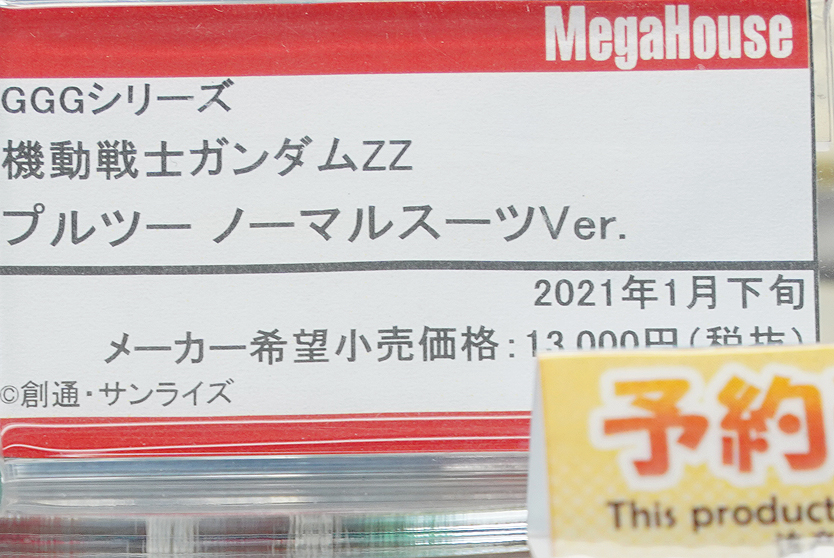 MegaHouse
GGGシリーズ
機動戦士ガンダムZZ
プルツー ノーマルスーツVer.
2021年1月下旬
メーカー希望小売価格:13,000円(税抜)
©創通・サンライズ
予約
This product